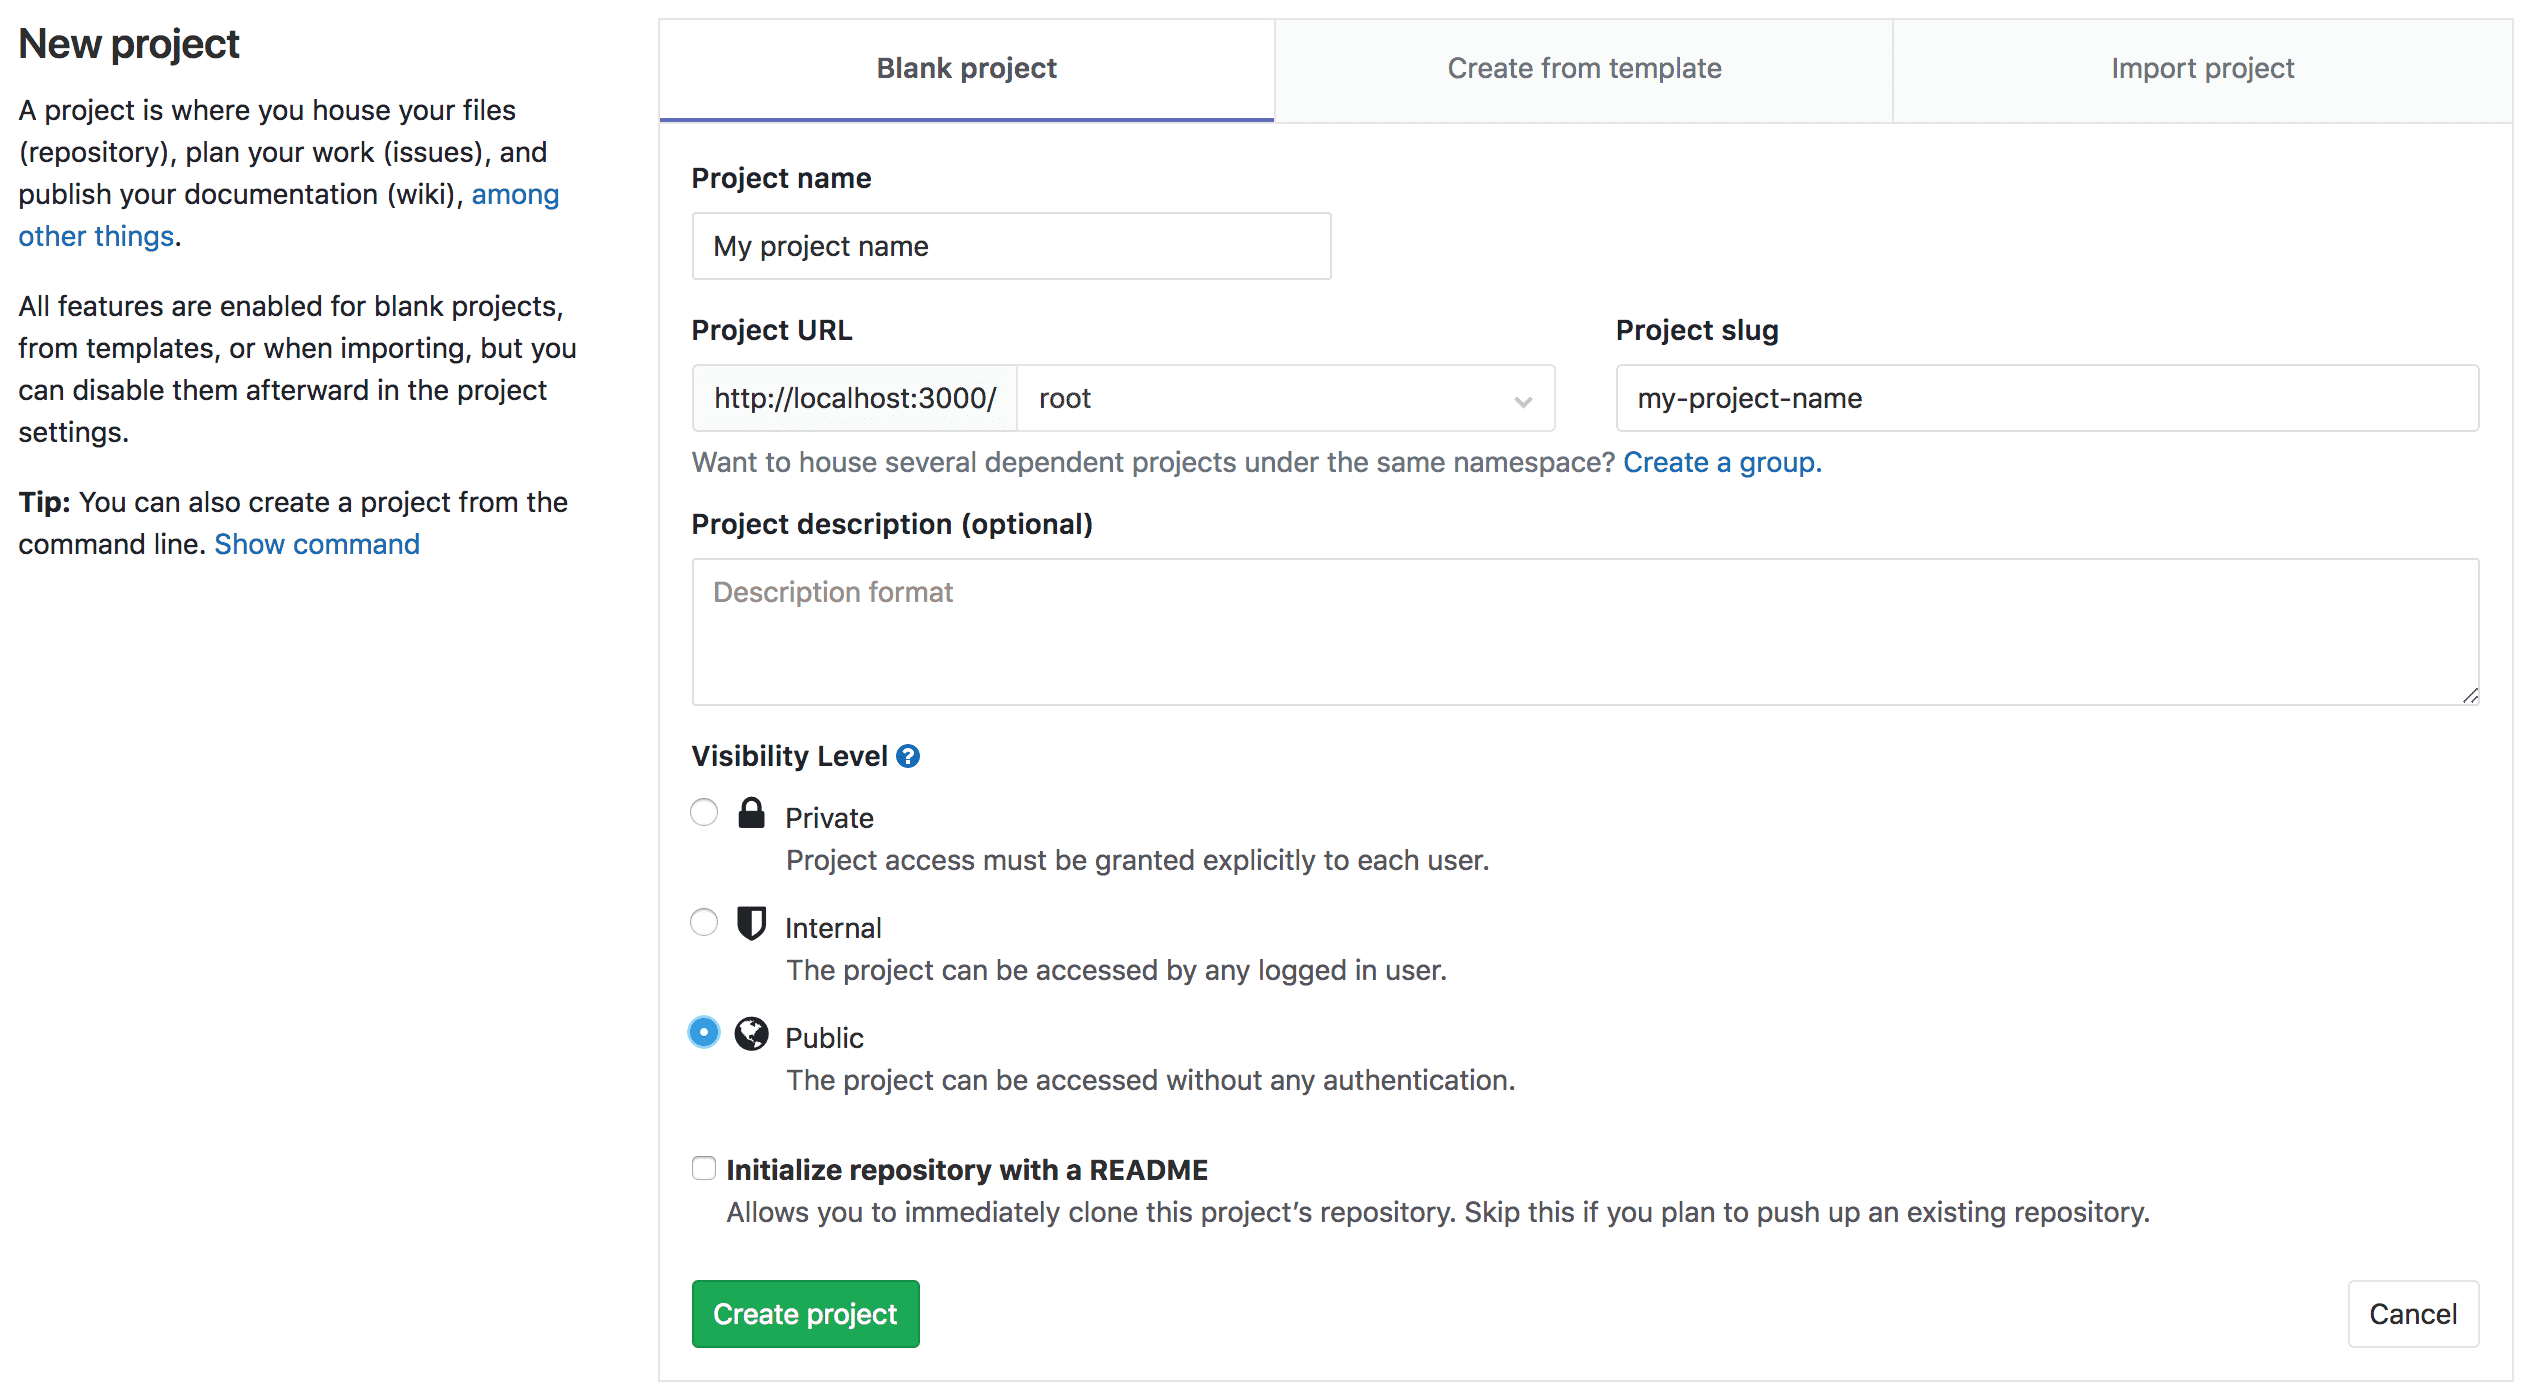 New project
A project is where you house your files
(repository), plan your work (issues), and
publish your documentation (wiki), among
other things.
All features are enabled for blank projects,
from templates, or when importing, but you
can disable them afterward in the project
settings.
Tip: You can also create a project from the
command line. Show command
Blank project
Create from template
Import project
Project name
My project name
Project URL
Project slug
http://localhost:3000/
root
my-project-name
Want to house several dependent projects under the same namespace? Create a group.
Project description (optional)
Description format
Visibility Level ?
Private
Project access must be granted explicitly to each user.
Internal
The project can be accessed by any logged in user.
Public
The project can be accessed without any authentication.
Initialize repository with a README
Allows you to immediately clone this project’s repository. Skip this if you plan to push up an existing repository.
Create project
Cancel